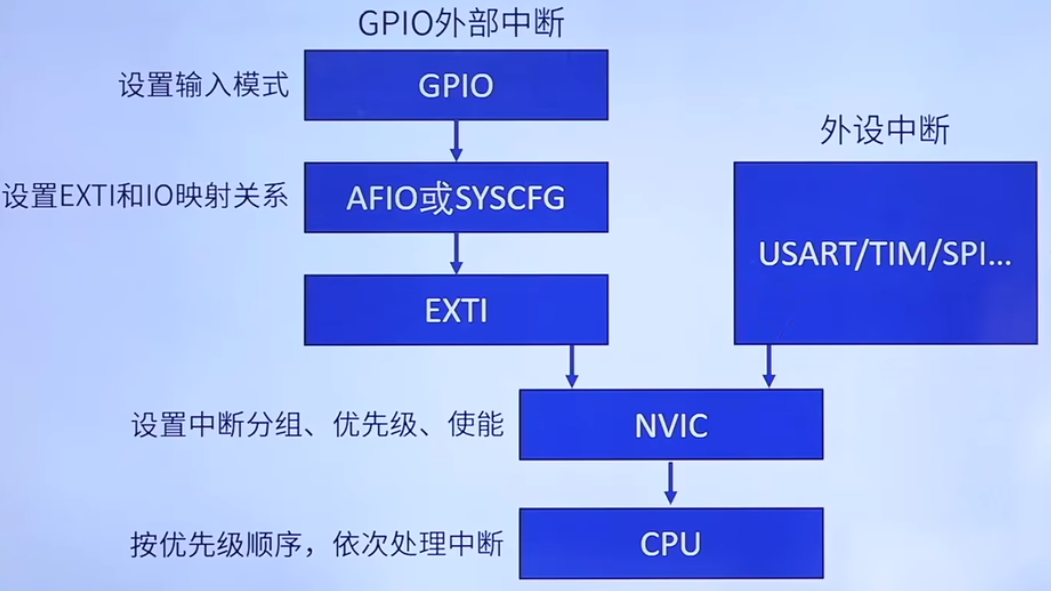 GPIO外部中断
设置输入模式
GPIO
外设中断
设置EXTI和IO映射关系
AFIO或SYSCFG
USART/TIM/SPI...
EXTI
设置中断分组、优先级、使能
NVIC
按优先级顺序，依次处理中断
CPU